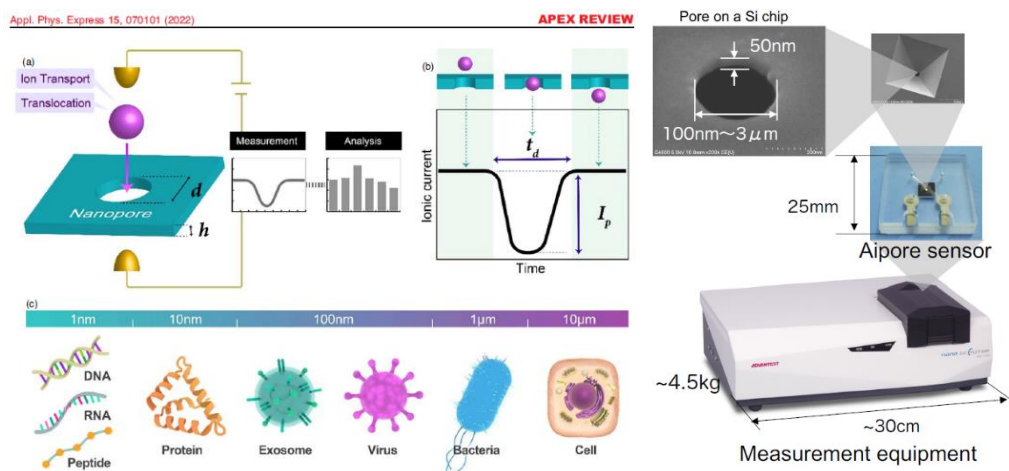 Appl. Phys. Express 15, 070101 (2022)
APEX REVIEW
(a)
Ion Transport
Translocation
d
Nanopore
h
Measurement
Analysis
(b)
Ionic current
t_d
I_p
Time
(c)
1nm
10nm
100nm
1μm
10μm
DNA
RNA
Peptide
Protein
Exosome
Virus
Bacteria
Cell
Pore on a Si chip
50nm
100nm～3μm
25mm
Aipore sensor
ADVANTEST
~4.5kg
~30cm
Measurement equipment